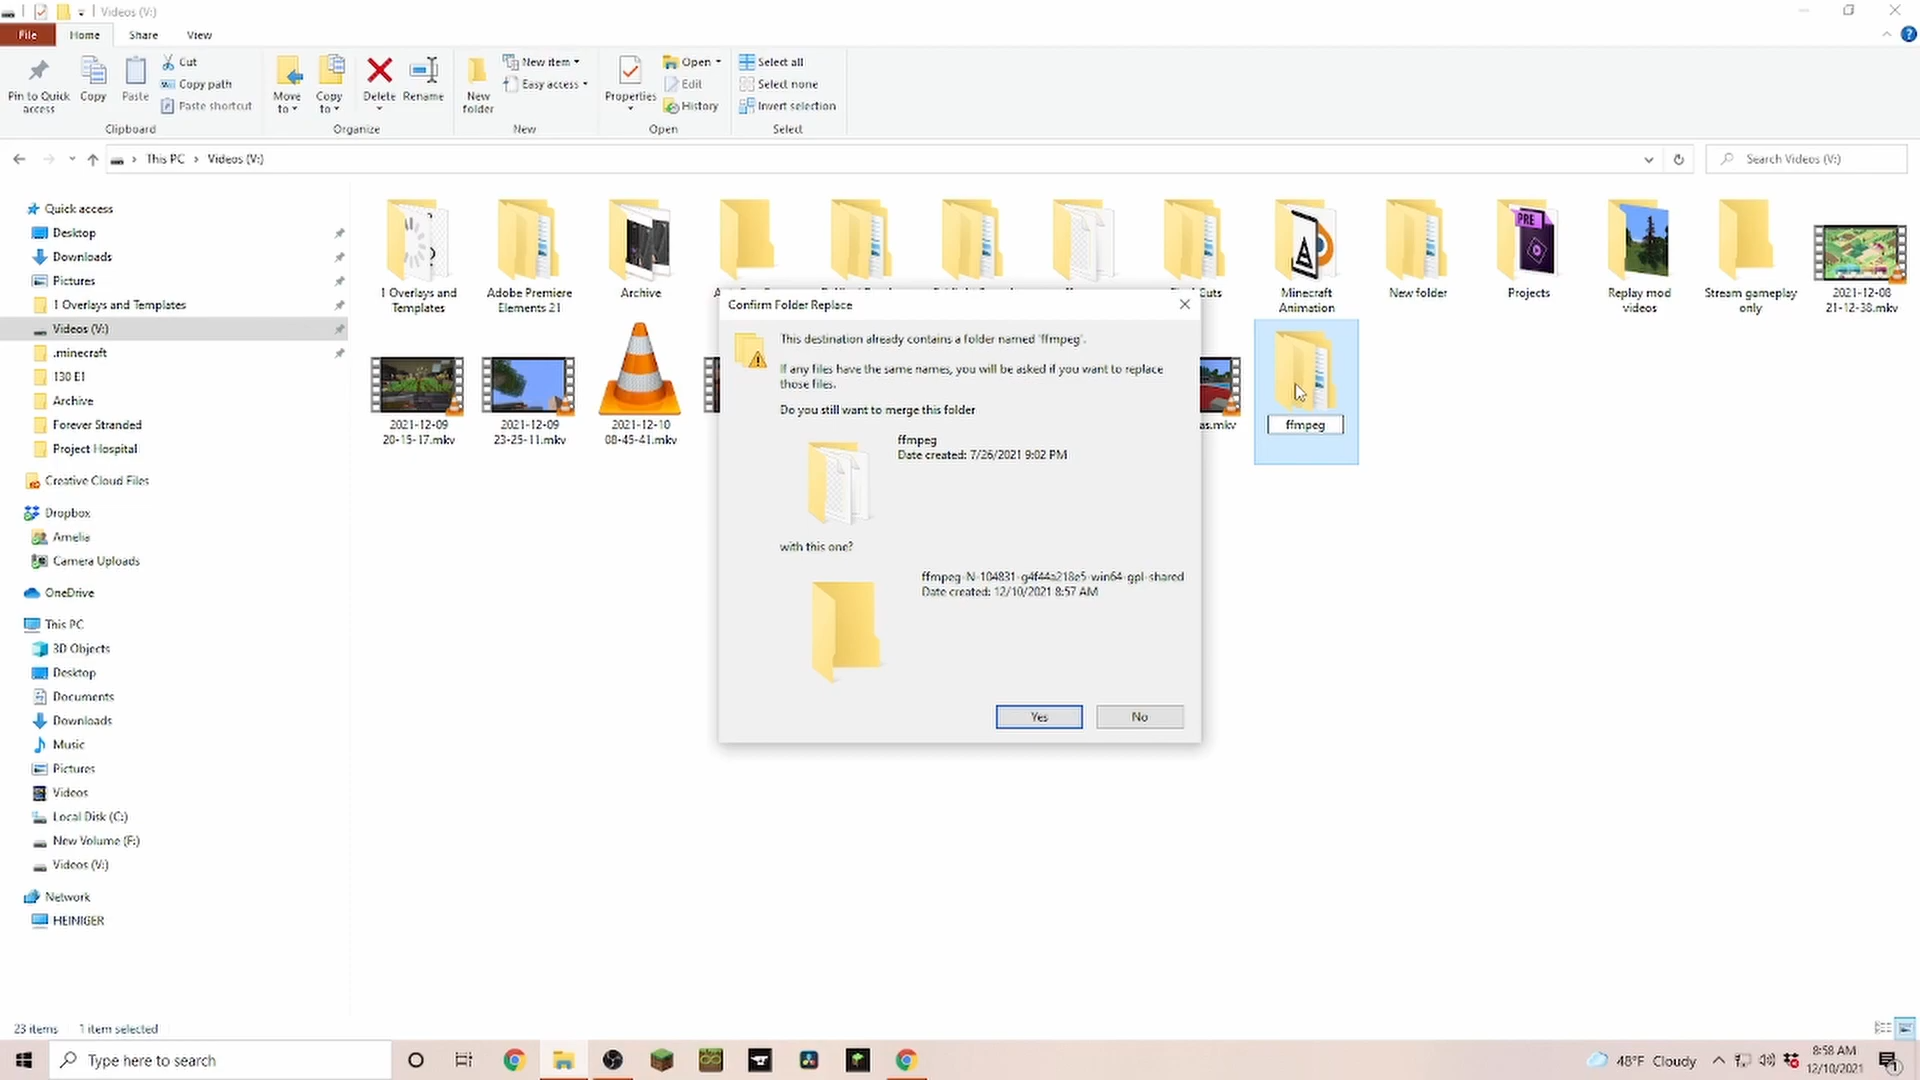 Videos (V:)
File
Home
Share
View
Pin to Quick
access
Copy
Paste
Cut
Copy path
Paste shortcut
Clipboard
Move
to
Copy
to
Delete
Rename
Organize
New
folder
New item
Easy access
New
Properties
Open
Edit
History
Open
Select all
Select none
Invert selection
Select
This PC
Videos (V:)
Search Videos (V:)
Quick access
Desktop
Downloads
Pictures
1 Overlays and Templates
Videos (V:)
.minecraft
130 E1
Archive
Forever Stranded
Project Hospital
Creative Cloud Files
Dropbox
Amelia
Camera Uploads
OneDrive
This PC
3D Objects
Desktop
Documents
Downloads
Music
Pictures
Videos
Local Disk (C:)
New Volume (F:)
Videos (V:)
Network
HEINIGER
1 Overlays and
Templates
Adobe Premiere
Elements 21
Archive
Cuts
Minecraft
Animation
New folder
PRE
Projects
Replay mod
videos
Stream gameplay
only
2021-12-08
21-12-38.mkv
2021-12-09
20-15-17.mkv
2021-12-09
23-25-11.mkv
2021-12-10
08-45-41.mkv
as.mkv
ffmpeg
Confirm Folder Replace
This destination already contains a folder named 'ffmpeg'.
If any files have the same names, you will be asked if you want to replace
those files.
Do you still want to merge this folder
ffmpeg
Date created: 7/26/2021 9:02 PM
with this one?
ffmpeg-N-104831-g4f44a218e5-win64-gpl-shared
Date created: 12/10/2021 8:57 AM
Yes
No
23 items
1 item selected
Type here to search
48°F Cloudy
8:58 AM
12/10/2021